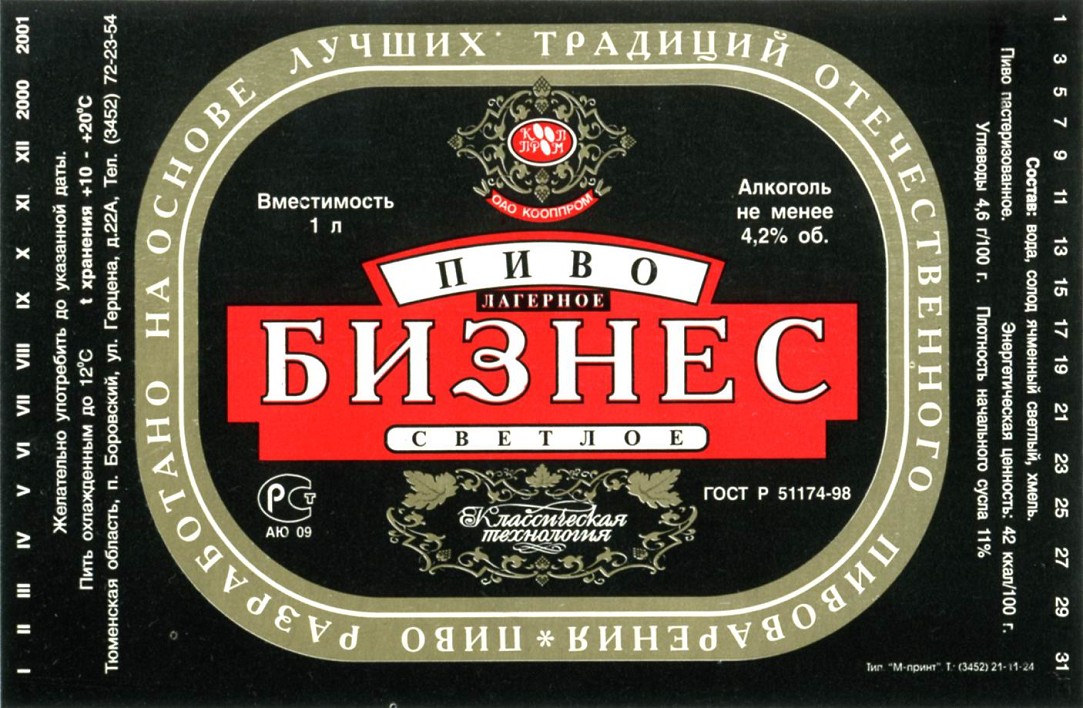 ПИВО РАЗРАБОТАНО НА ОСНОВЕ ЛУЧШИХ ТРАДИЦИЙ ОТЕЧЕСТВЕННОГО ПИВОВАРЕНИЯ *
КООППРОМ
ОАО КООППРОМ
Вместимость
1 л
Алкоголь
не менее
4,2% об.
ПИВО
ЛАГЕРНОЕ
БИЗНЕС
СВЕТЛОЕ
РСТ
АЮ 09
Классическая
технология
ГОСТ Р 51174-98
I II III IV V VI VII VIII IX X XI XII 2000 2001
Желательно употребить до указанной даты.
Пить охлажденным до 12°С t хранения +10 - +20°С
Тюменская область, п. Боровский, ул. Герцена, д.22А, Тел. (3452) 72-23-54
1 3 5 7 9 11 13 15 17 19 21 23 25 27 29 31
Состав: вода, солод ячменный светлый, хмель.
Пиво пастеризованное. Энергетическая ценность: 42 ккал/100 г.
Углеводы 4,6 г/100 г. Плотность начального сусла 11%
Тип. "М-принт". Т. (3452) 21-11-24